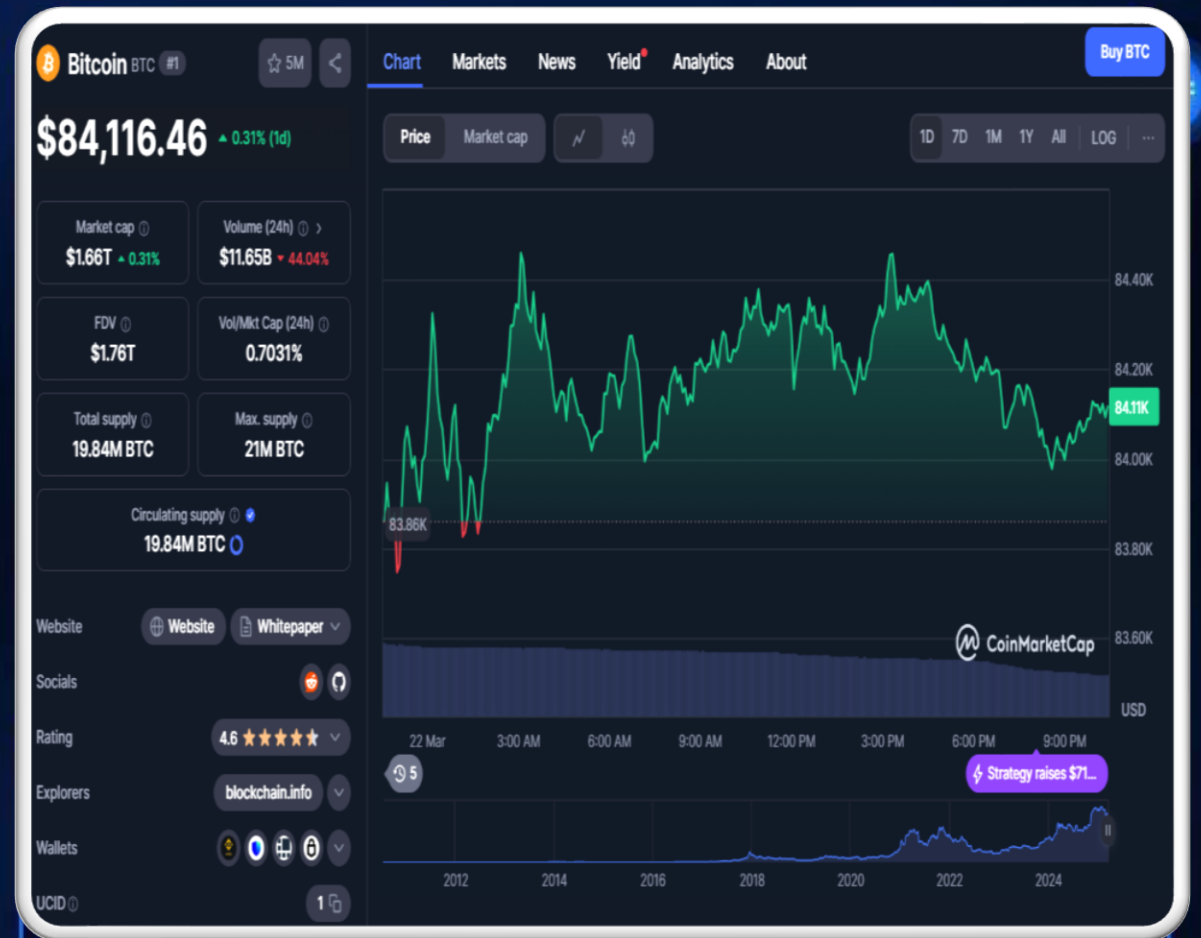 Bitcoin BTC #1
5M
$84,116.46 0.31% (1d)
Market cap
$1.66T 0.31%
Volume (24h)
$11.65B 44.04%
FDV
$1.76T
Vol/Mkt Cap (24h)
0.7031%
Total supply
19.84M BTC
Max. supply
21M BTC
Circulating supply
19.84M BTC
Website Website Whitepaper
Socials
Rating 4.6
Explorers blockchain.info
Wallets
UCID 1
Chart Markets News Yield Analytics About
Buy BTC
Price Market cap
1D 7D 1M 1Y All LOG ...
84.40K
84.20K
84.11K
84.00K
83.86K
83.80K
83.60K
CoinMarketCap
USD
22 Mar 3:00 AM 6:00 AM 9:00 AM 12:00 PM 3:00 PM 6:00 PM 9:00 PM
5
Strategy raises $71...
2012 2014 2016 2018 2020 2022 2024